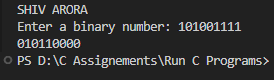 SHIV ARORA
Enter a binary number: 101001111
010110000
PS D:\C Assignements\Run C Programs>